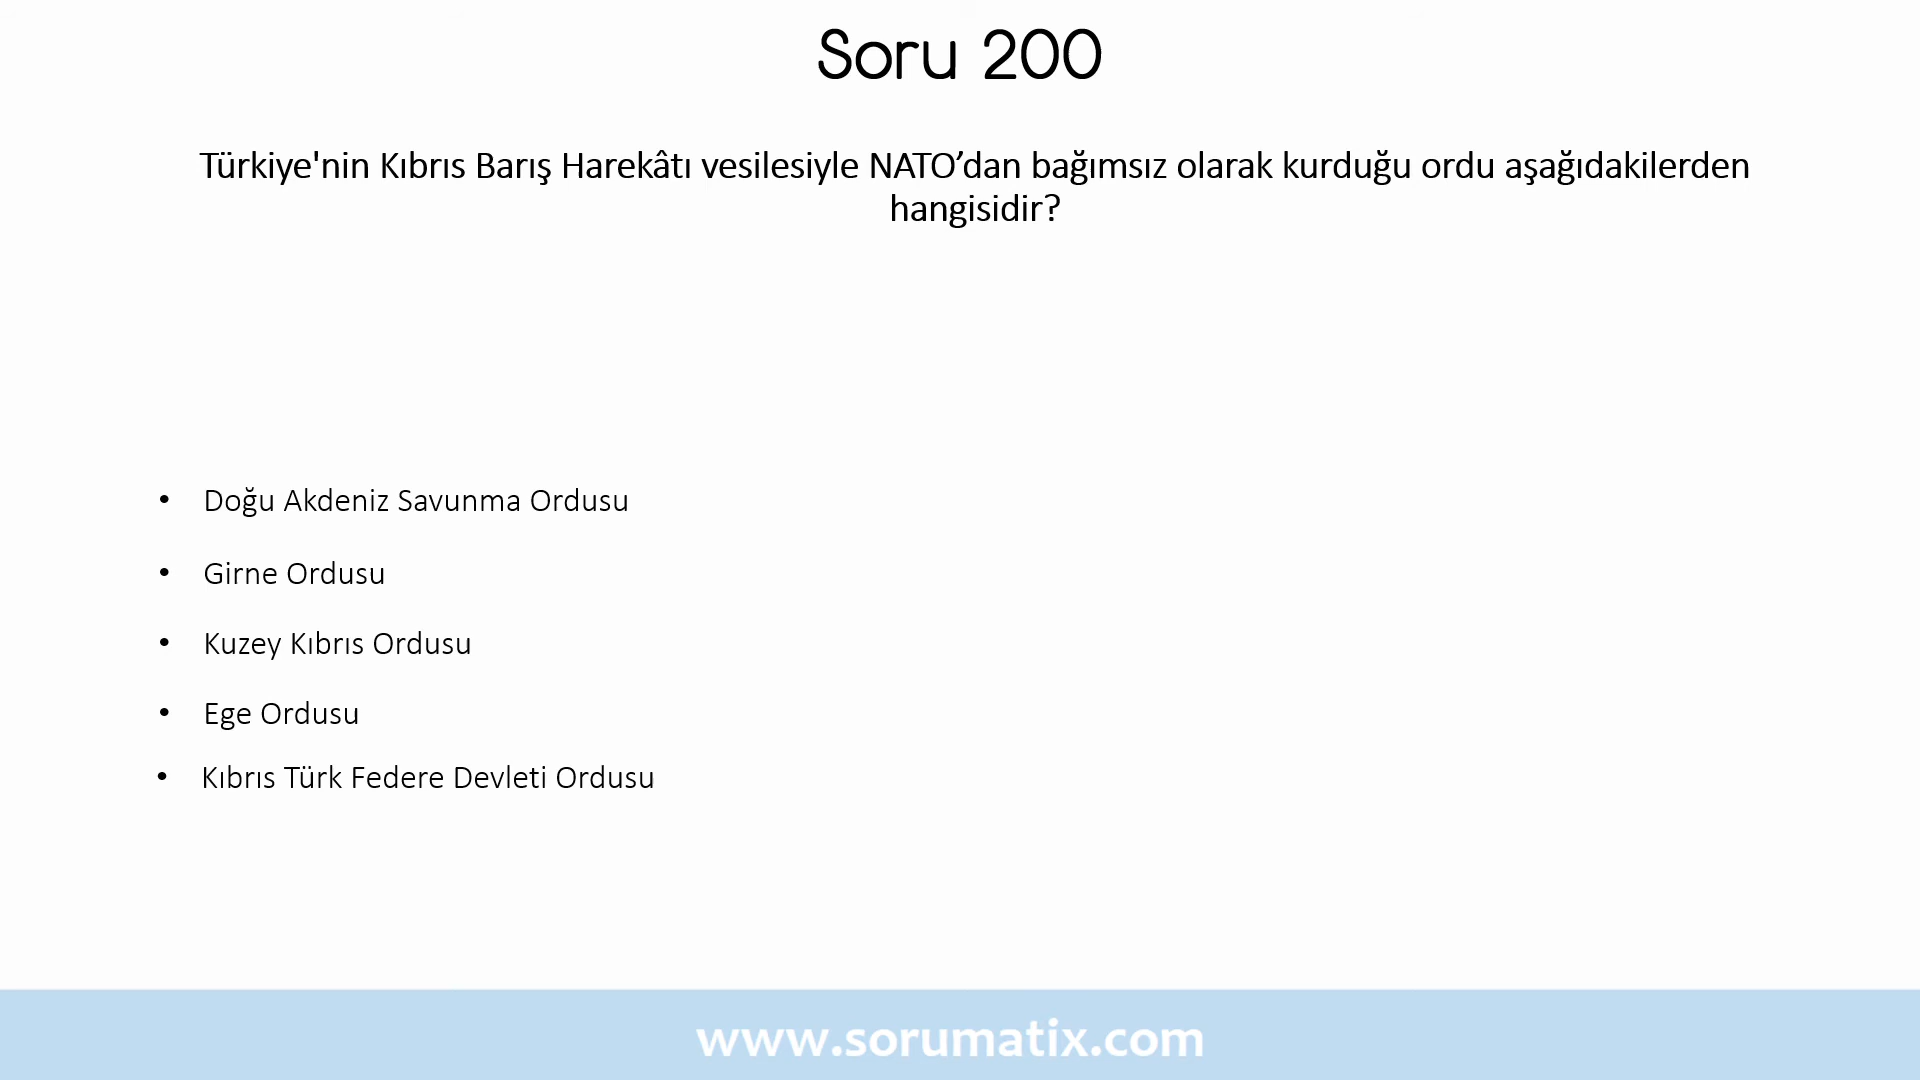 Soru 200
Türkiye'nin Kıbrıs Barış Harekâtı vesilesiyle NATO’dan bağımsız olarak kurduğu ordu aşağıdakilerden
hangisidir?
• Doğu Akdeniz Savunma Ordusu
• Girne Ordusu
• Kuzey Kıbrıs Ordusu
• Ege Ordusu
• Kıbrıs Türk Federe Devleti Ordusu
www.sorumatix.com